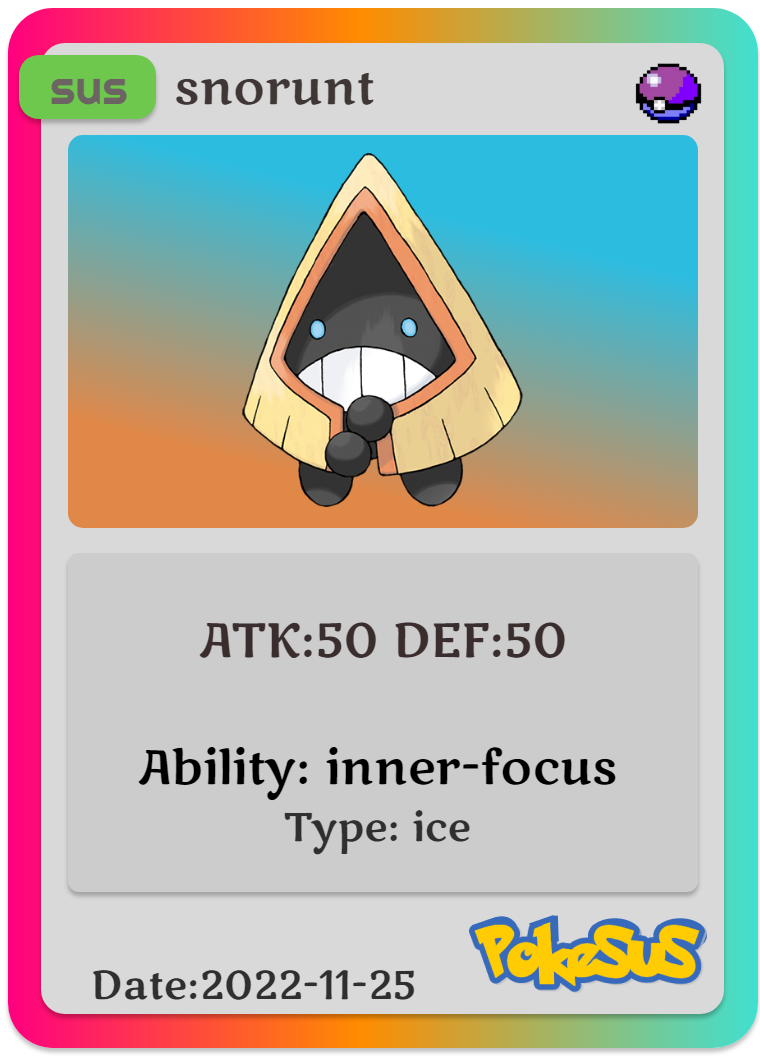 sus snorunt
ATK:50 DEF:50
Ability: inner-focus
Type: ice
PokeSuS
Date:2022-11-25